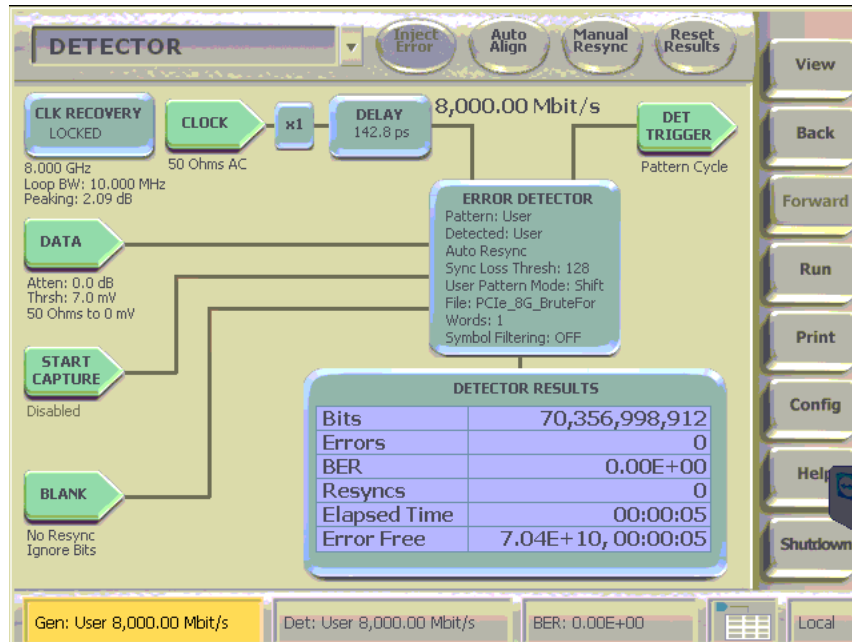 DETECTOR
Inject Error
Auto Align
Manual Resync
Reset Results
View
Back
Forward
Run
Print
Config
Help
Shutdown
CLK RECOVERY
LOCKED
8.000 GHz
Loop BW: 10.000 MHz
Peaking: 2.09 dB
CLOCK
50 Ohms AC
x1
DELAY
142.8 ps
8,000.00 Mbit/s
DET
TRIGGER
Pattern Cycle
ERROR DETECTOR
Pattern: User
Detected: User
Auto Resync
Sync Loss Thresh: 128
User Pattern Mode: Shift
File: PCIe_8G_BruteFor
Words: 1
Symbol Filtering: OFF
DATA
Atten: 0.0 dB
Thrsh: 7.0 mV
50 Ohms to 0 mV
START
CAPTURE
Disabled
BLANK
No Resync
Ignore Bits
DETECTOR RESULTS
Bits 70,356,998,912
Errors 0
BER 0.00E+00
Resyncs 0
Elapsed Time 00:00:05
Error Free 7.04E+10, 00:00:05
Gen: User 8,000.00 Mbit/s
Det: User 8,000.00 Mbit/s
BER: 0.00E+00
Local